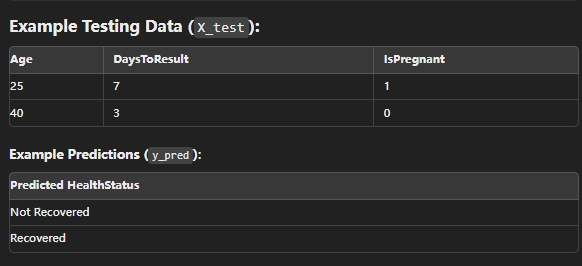 Example Testing Data (X_test):
Age DaysToResult IsPregnant
25 7 1
40 3 0
Example Predictions (y_pred):
Predicted HealthStatus
Not Recovered
Recovered